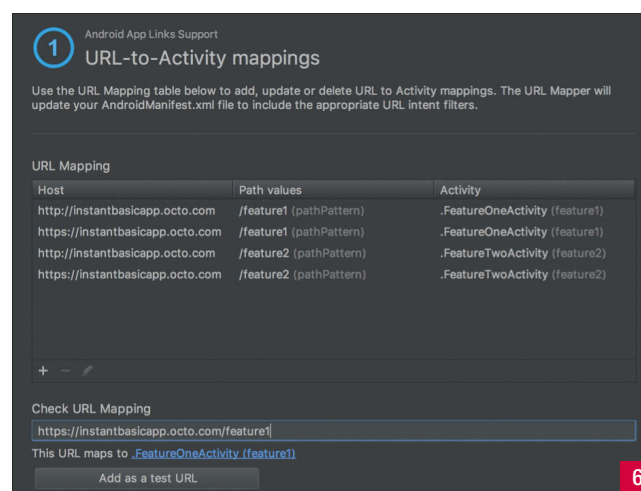 1
Android App Links Support
URL-to-Activity mappings
Use the URL Mapping table below to add, update or delete URL to Activity mappings. The URL Mapper will
update your AndroidManifest.xml file to include the appropriate URL intent filters.
URL Mapping
Host Path values Activity
http://instantbasicapp.octo.com /feature1 (pathPattern) .FeatureOneActivity (feature1)
https://instantbasicapp.octo.com /feature1 (pathPattern) .FeatureOneActivity (feature1)
http://instantbasicapp.octo.com /feature2 (pathPattern) .FeatureTwoActivity (feature2)
https://instantbasicapp.octo.com /feature2 (pathPattern) .FeatureTwoActivity (feature2)
+ −
Check URL Mapping
https://instantbasicapp.octo.com/feature1
This URL maps to .FeatureOneActivity (feature1)
Add as a test URL
6